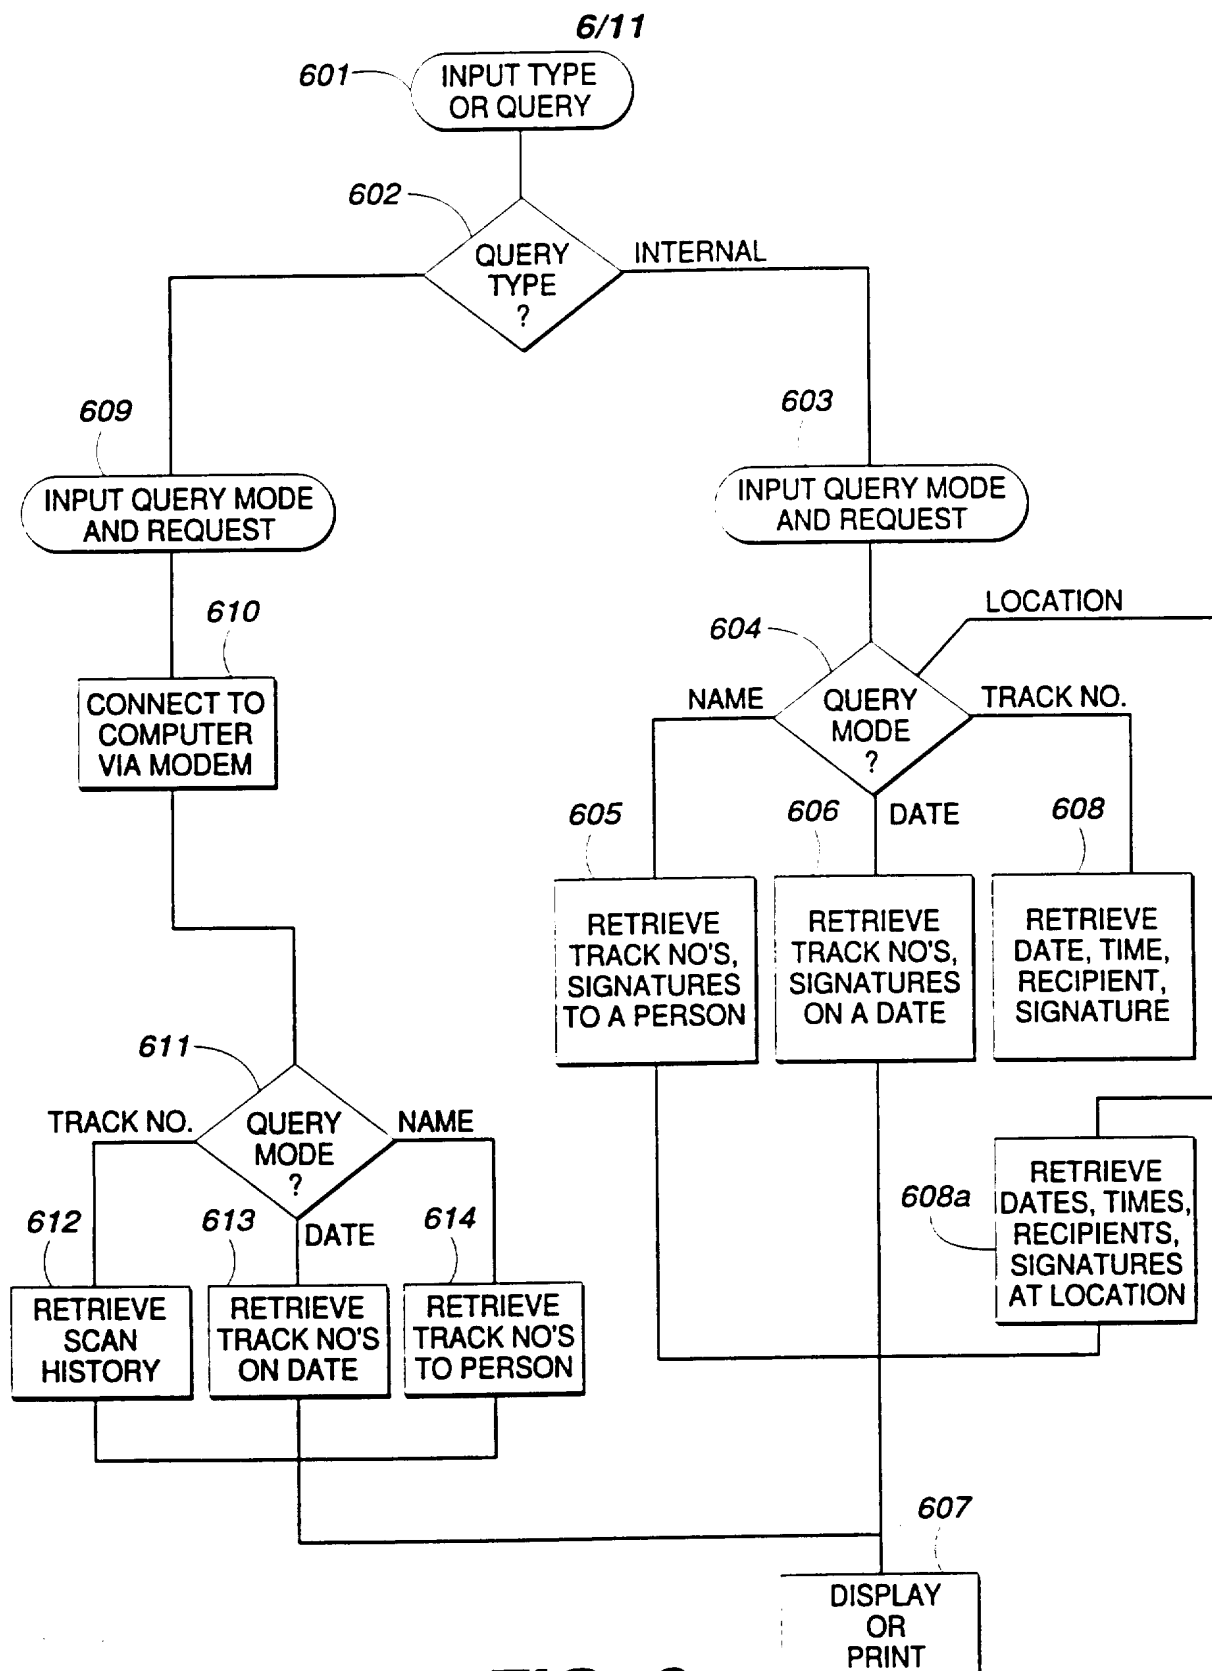 6/11
601
INPUT TYPE
OR QUERY
602
QUERY
TYPE
?
INTERNAL
609
INPUT QUERY MODE
AND REQUEST
603
INPUT QUERY MODE
AND REQUEST
610
CONNECT TO
COMPUTER
VIA MODEM
LOCATION
604
NAME
QUERY
MODE
?
TRACK NO.
DATE
605
RETRIEVE
TRACK NO'S,
SIGNATURES
TO A PERSON
606
RETRIEVE
TRACK NO'S,
SIGNATURES
ON A DATE
608
RETRIEVE
DATE, TIME,
RECIPIENT,
SIGNATURE
611
TRACK NO.
QUERY
MODE
?
NAME
DATE
608a
RETRIEVE
DATES, TIMES,
RECIPIENTS,
SIGNATURES
AT LOCATION
612
RETRIEVE
SCAN
HISTORY
613
RETRIEVE
TRACK NO'S
ON DATE
614
RETRIEVE
TRACK NO'S
TO PERSON
607
DISPLAY
OR
PRINT